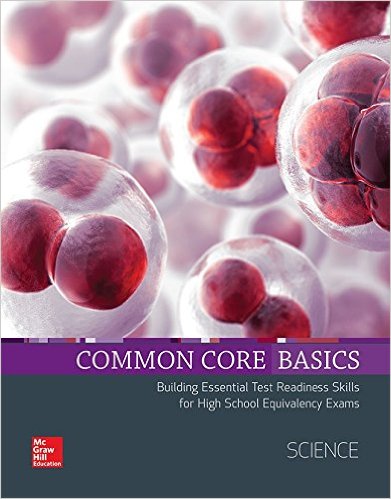 COMMON CORE BASICS
Building Essential Test Readiness Skills
for High School Equivalency Exams
Mc
Graw
Hill
Education
SCIENCE